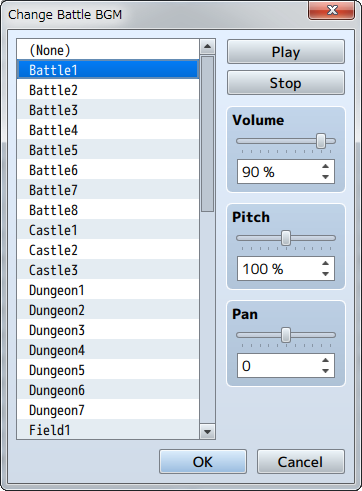 Change Battle BGM
(None)
Battle1
Battle2
Battle3
Battle4
Battle5
Battle6
Battle7
Battle8
Castle1
Castle2
Castle3
Dungeon1
Dungeon2
Dungeon3
Dungeon4
Dungeon5
Dungeon6
Dungeon7
Field1
Play
Stop
Volume
90 %
Pitch
100 %
Pan
0
OK
Cancel